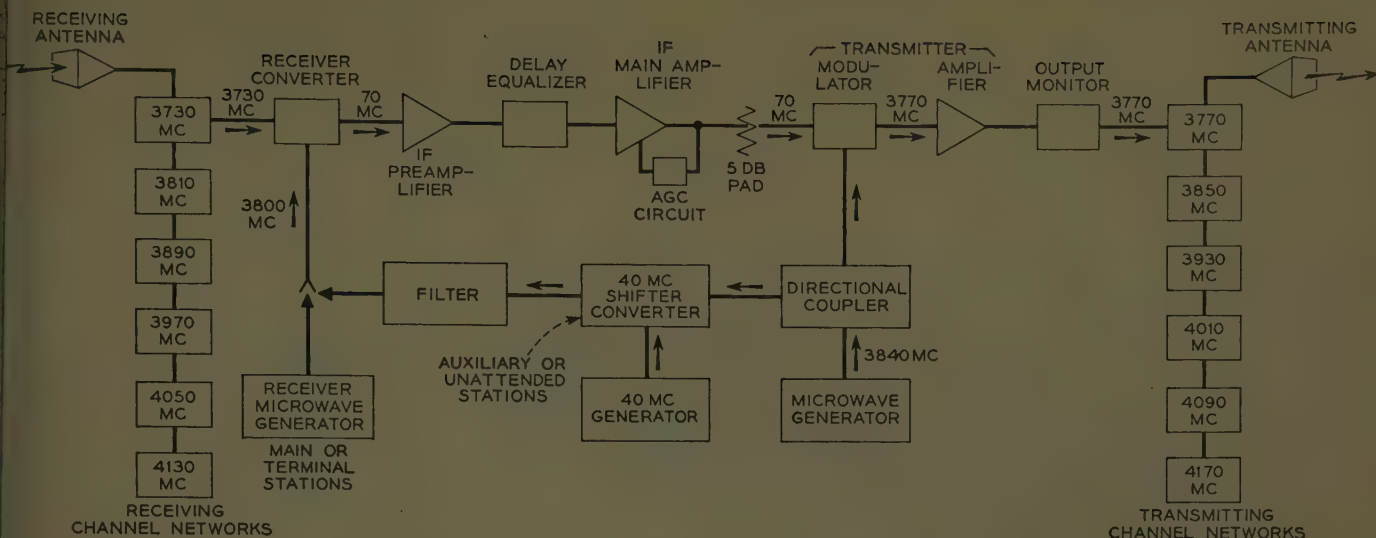 RECEIVING
ANTENNA
3730
MC
3810
MC
3890
MC
3970
MC
4050
MC
4130
MC
RECEIVING
CHANNEL NETWORKS
3730
MC
RECEIVER
CONVERTER
70
MC
IF
PREAMP-
LIFIER
DELAY
EQUALIZER
IF
MAIN AMP-
LIFIER
AGC
CIRCUIT
5 DB
PAD
70
MC
TRANSMITTER
MODU-
LATOR
3770
MC
AMPLI-
FIER
OUTPUT
MONITOR
3770
MC
TRANSMITTING
ANTENNA
3770
MC
3850
MC
3930
MC
4010
MC
4090
MC
4170
MC
TRANSMITTING
CHANNEL NETWORKS
3800
MC
FILTER
40 MC
SHIFTER
CONVERTER
DIRECTIONAL
COUPLER
AUXILIARY OR
UNATTENDED
STATIONS
3840 MC
RECEIVER
MICROWAVE
GENERATOR
MAIN OR
TERMINAL
STATIONS
40 MC
GENERATOR
MICROWAVE
GENERATOR